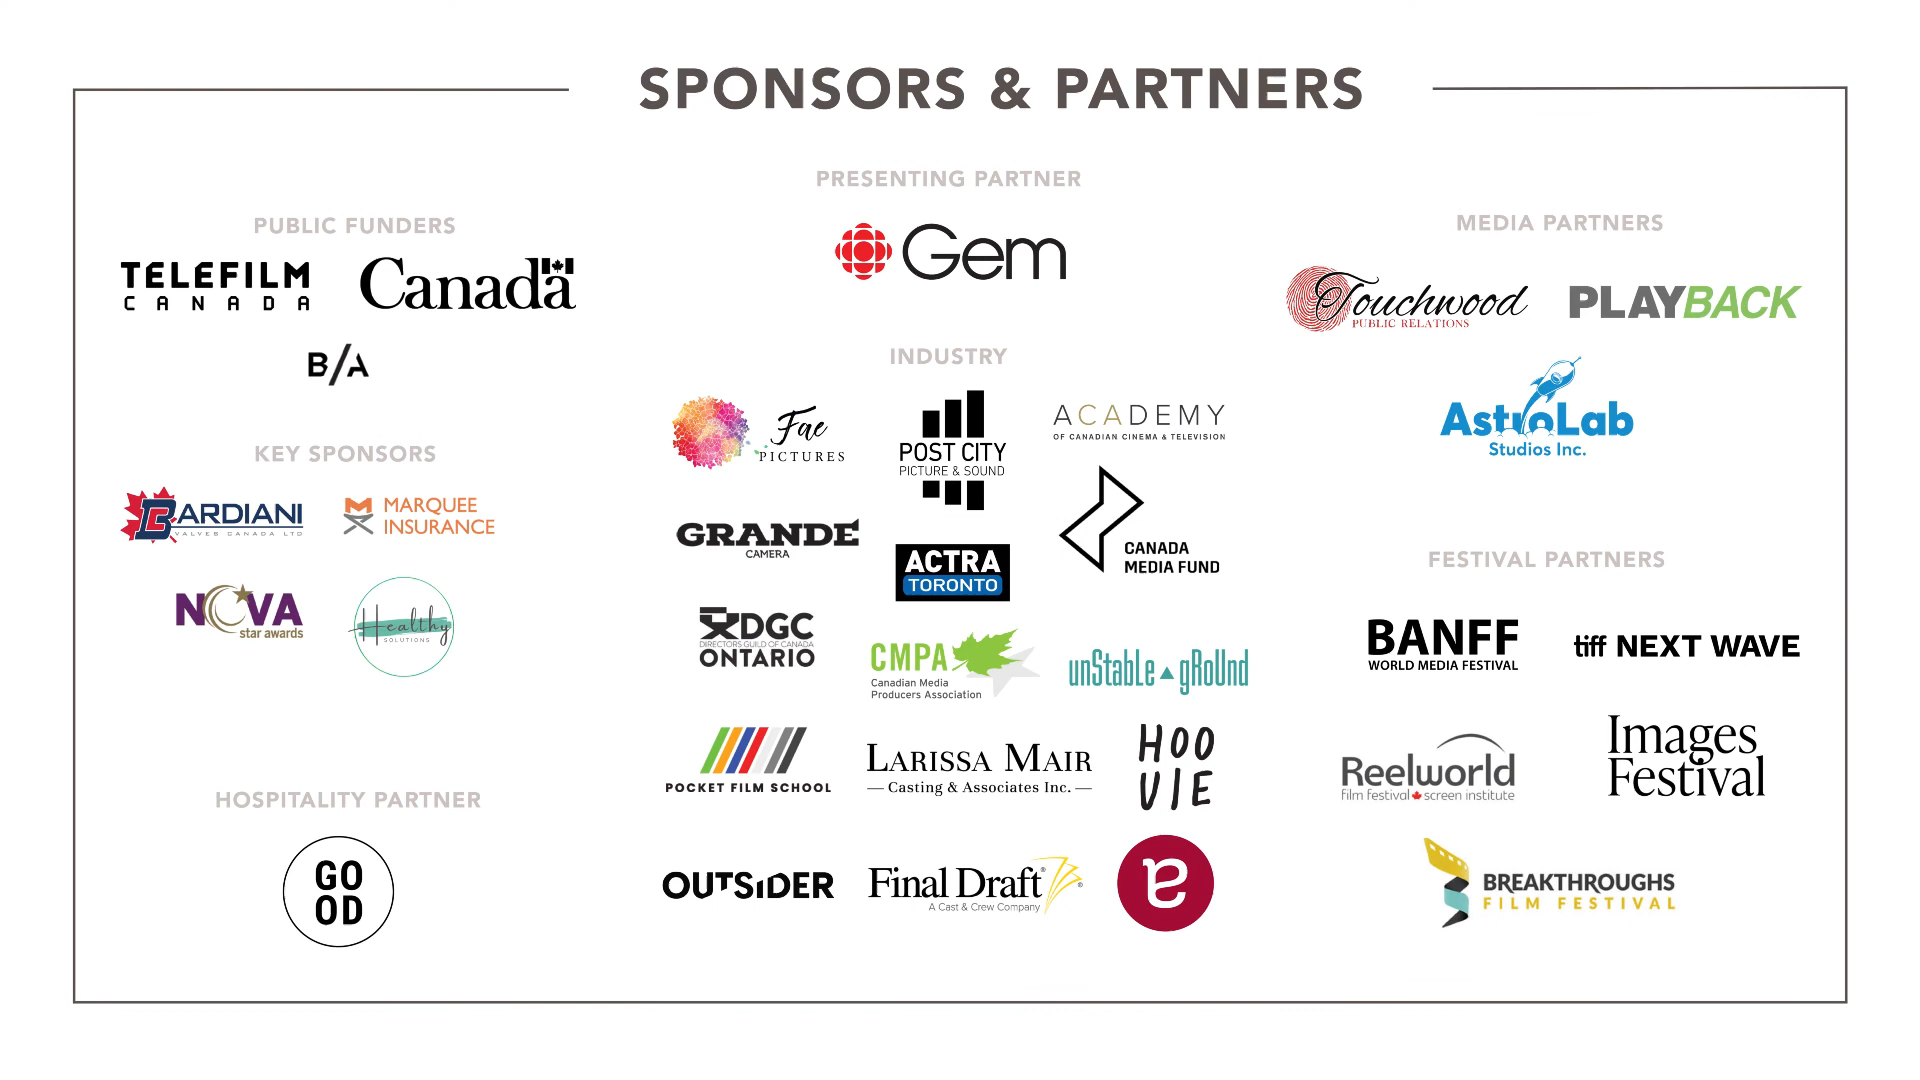 SPONSORS & PARTNERS
PUBLIC FUNDERS
TELEFILM
CANADA
Canada
B/A
KEY SPONSORS
BARDIANI
VALVES CANADA LTD
MARQUEE
INSURANCE
NOVA
star awards
Healthy
SOLUTIONS
HOSPITALITY PARTNER
GO
OD
PRESENTING PARTNER
Gem
INDUSTRY
Fae
PICTURES
POST CITY
PICTURE & SOUND
ACADEMY
OF CANADIAN CINEMA & TELEVISION
GRANDE
CAMERA
ACTRA
TORONTO
CANADA
MEDIA FUND
DGC
DIRECTORS GUILD OF CANADA
ONTARIO
CMPA
Canadian Media
Producers Association
unStable gRoUnd
POCKET FILM SCHOOL
LARISSA MAIR
Casting & Associates Inc.
HOO
VIE
OUTSiDER
Final Draft®
A Cast & Crew Company
MEDIA PARTNERS
Touchwood
PUBLIC RELATIONS
PLAYBACK
AstroLab
Studios Inc.
FESTIVAL PARTNERS
BANFF
WORLD MEDIA FESTIVAL
tiff NEXT WAVE
Reelworld
film festival screen institute
Images
Festival
BREAKTHROUGHS
FILM FESTIVAL